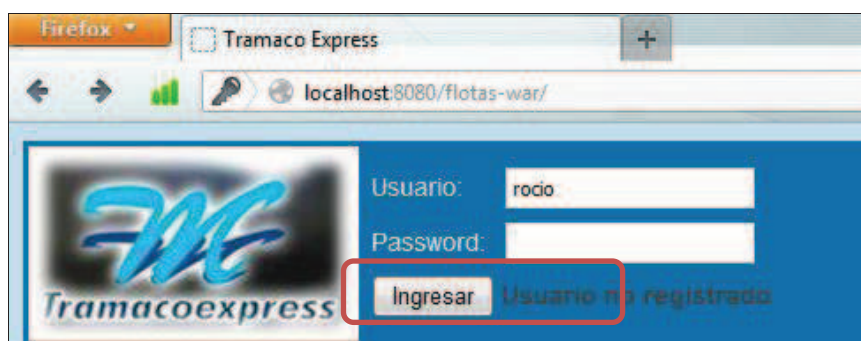 Firefox
Tramaco Express
localhost:8080/flotas-war/
Usuario: rocio
Password:
Tramacoexpress
Ingresar Usuario no registrado